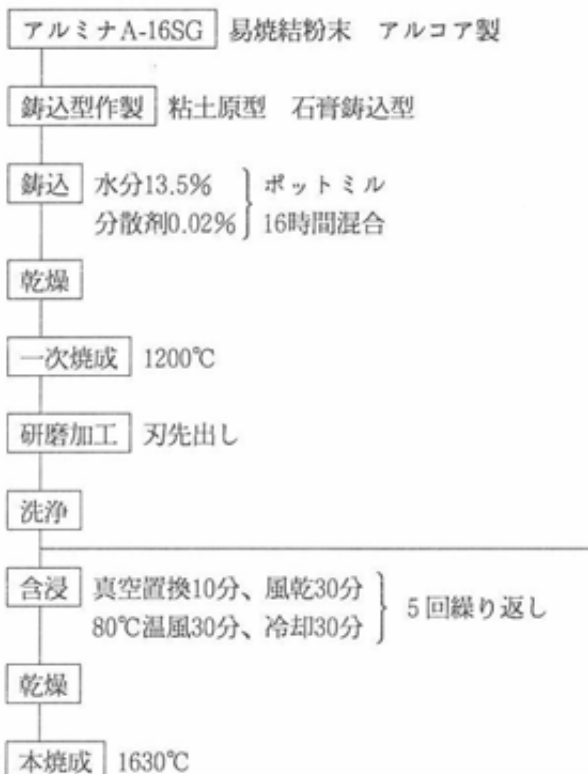 アルミナA-16SG 易焼結粉末 アルコア製
鋳込型作製 粘土原型 石膏鋳込型
鋳込 水分13.5% ポットミル
分散剤0.02% 16時間混合
乾燥
一次焼成 1200℃
研磨加工 刃先出し
洗浄
含浸 真空置換10分、風乾30分
80℃温風30分、冷却30分 5回繰り返し
乾燥
本焼成 1630℃